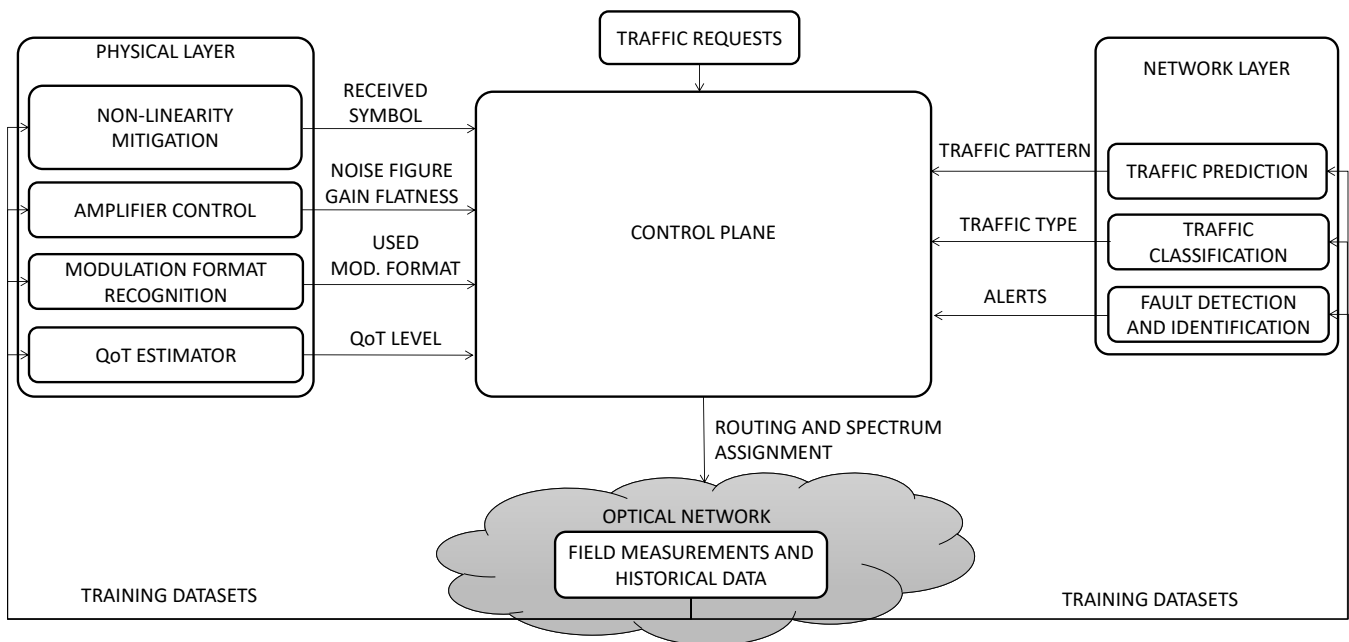 TRAFFIC REQUESTS
PHYSICAL LAYER
NON-LINEARITY
MITIGATION
AMPLIFIER CONTROL
MODULATION FORMAT
RECOGNITION
QoT ESTIMATOR
RECEIVED
SYMBOL
NOISE FIGURE
GAIN FLATNESS
USED
MOD. FORMAT
QoT LEVEL
CONTROL PLANE
TRAFFIC PATTERN
TRAFFIC TYPE
ALERTS
NETWORK LAYER
TRAFFIC PREDICTION
TRAFFIC
CLASSIFICATION
FAULT DETECTION
AND IDENTIFICATION
ROUTING AND SPECTRUM
ASSIGNMENT
OPTICAL NETWORK
FIELD MEASUREMENTS AND
HISTORICAL DATA
TRAINING DATASETS
TRAINING DATASETS